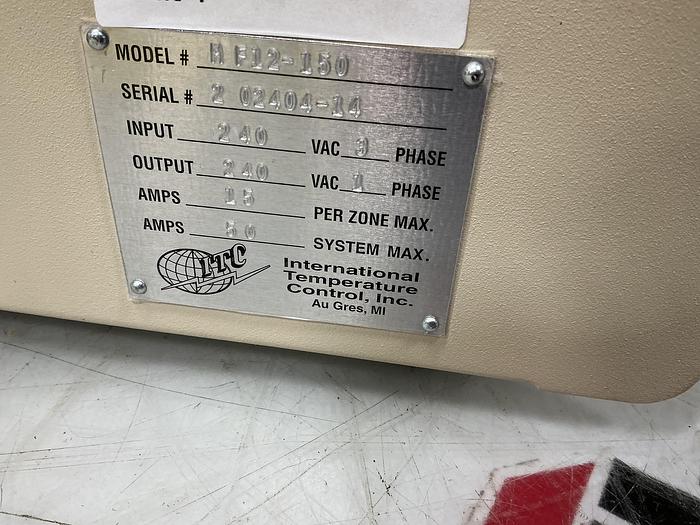 MODEL # M F12-150
SERIAL # 2 02404-14
INPUT 240 VAC 3 PHASE
OUTPUT 240 VAC 1 PHASE
AMPS 15 PER ZONE MAX.
AMPS 50 SYSTEM MAX.
ITC
International
Temperature
Control, Inc.
Au Gres, MI